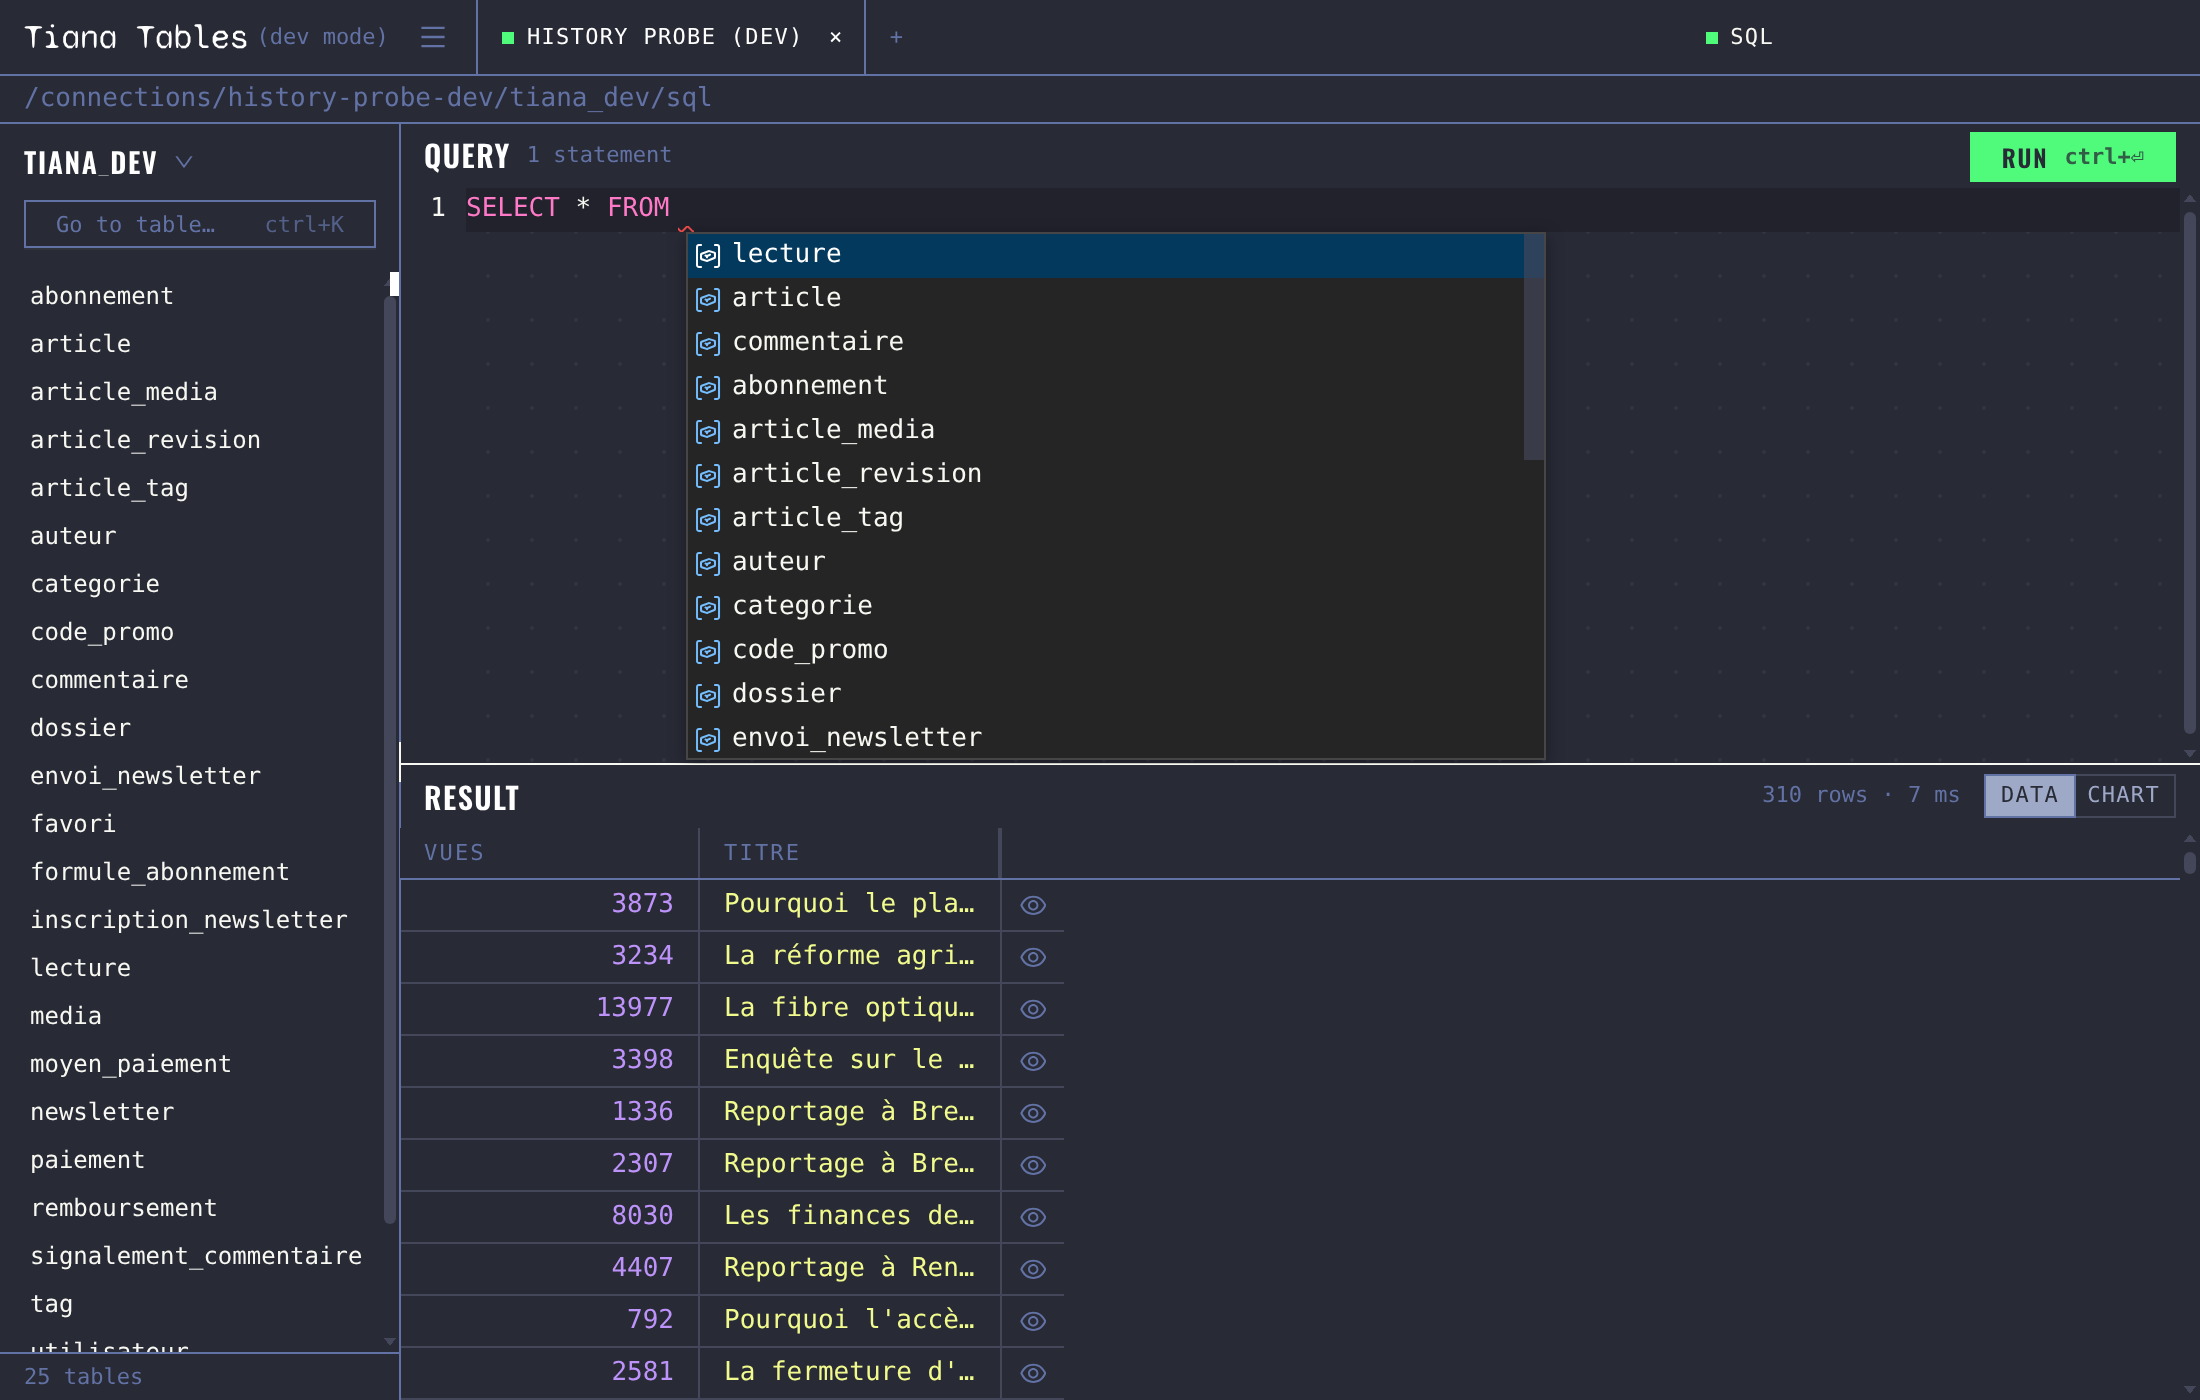 Tiana Tables (dev mode)
HISTORY PROBE (DEV) × +
SQL
/connections/history-probe-dev/tiana_dev/sql
TIANA_DEV
Go to table… ctrl+K
abonnement
article
article_media
article_revision
article_tag
auteur
categorie
code_promo
commentaire
dossier
envoi_newsletter
favori
formule_abonnement
inscription_newsletter
lecture
media
moyen_paiement
newsletter
paiement
remboursement
signalement_commentaire
tag
utilisateur
25 tables
QUERY 1 statement
RUN ctrl+⏎
1 SELECT * FROM
lecture
article
commentaire
abonnement
article_media
article_revision
article_tag
auteur
categorie
code_promo
dossier
envoi_newsletter
RESULT
310 rows · 7 ms
DATA CHART
VUES TITRE
3873 Pourquoi le pla…
3234 La réforme agri…
13977 La fibre optiqu…
3398 Enquête sur le …
1336 Reportage à Bre…
2307 Reportage à Bre…
8030 Les finances de…
4407 Reportage à Ren…
792 Pourquoi l'accè…
2581 La fermeture d'…